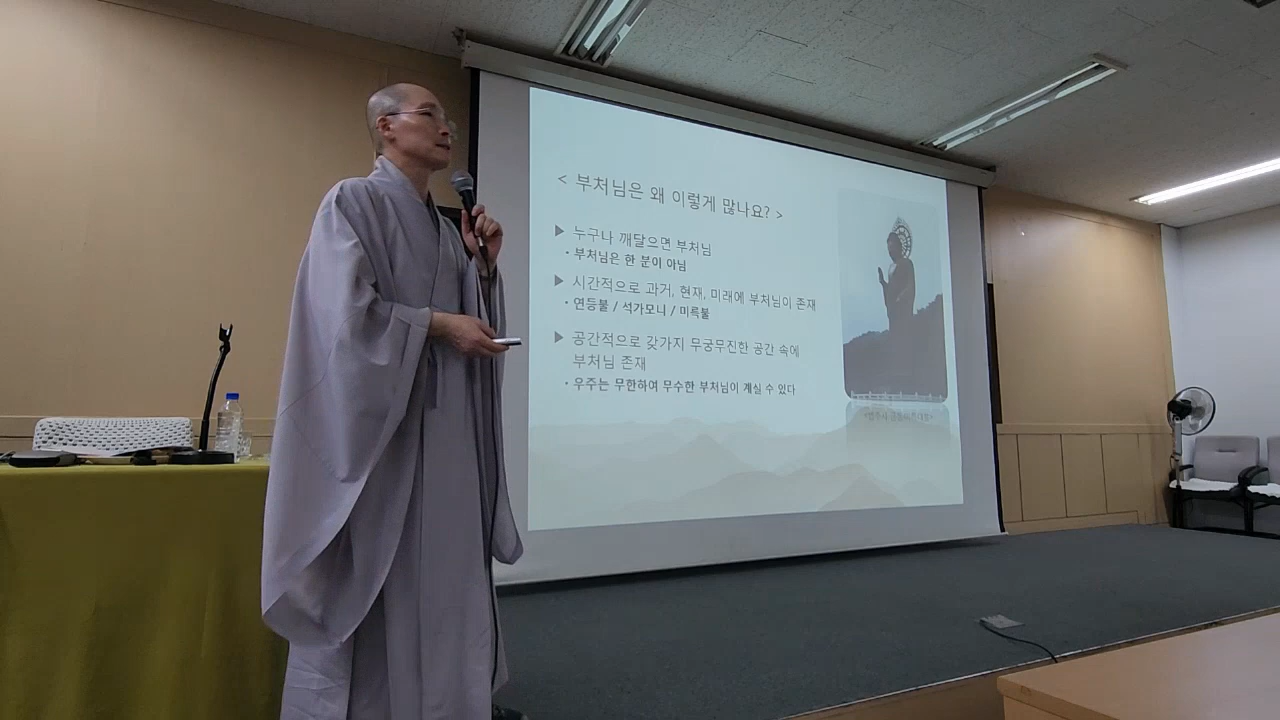 < 부처님은 왜 이렇게 많나요? >
▶ 누구나 깨달으면 부처님
• 부처님은 한 분이 아님
▶ 시간적으로 과거, 현재, 미래에 부처님이 존재
• 연등불 / 석가모니 / 미륵불
▶ 공간적으로 갖가지 무궁무진한 공간 속에
부처님 존재
• 우주는 무한하여 무수한 부처님이 계실 수 있다